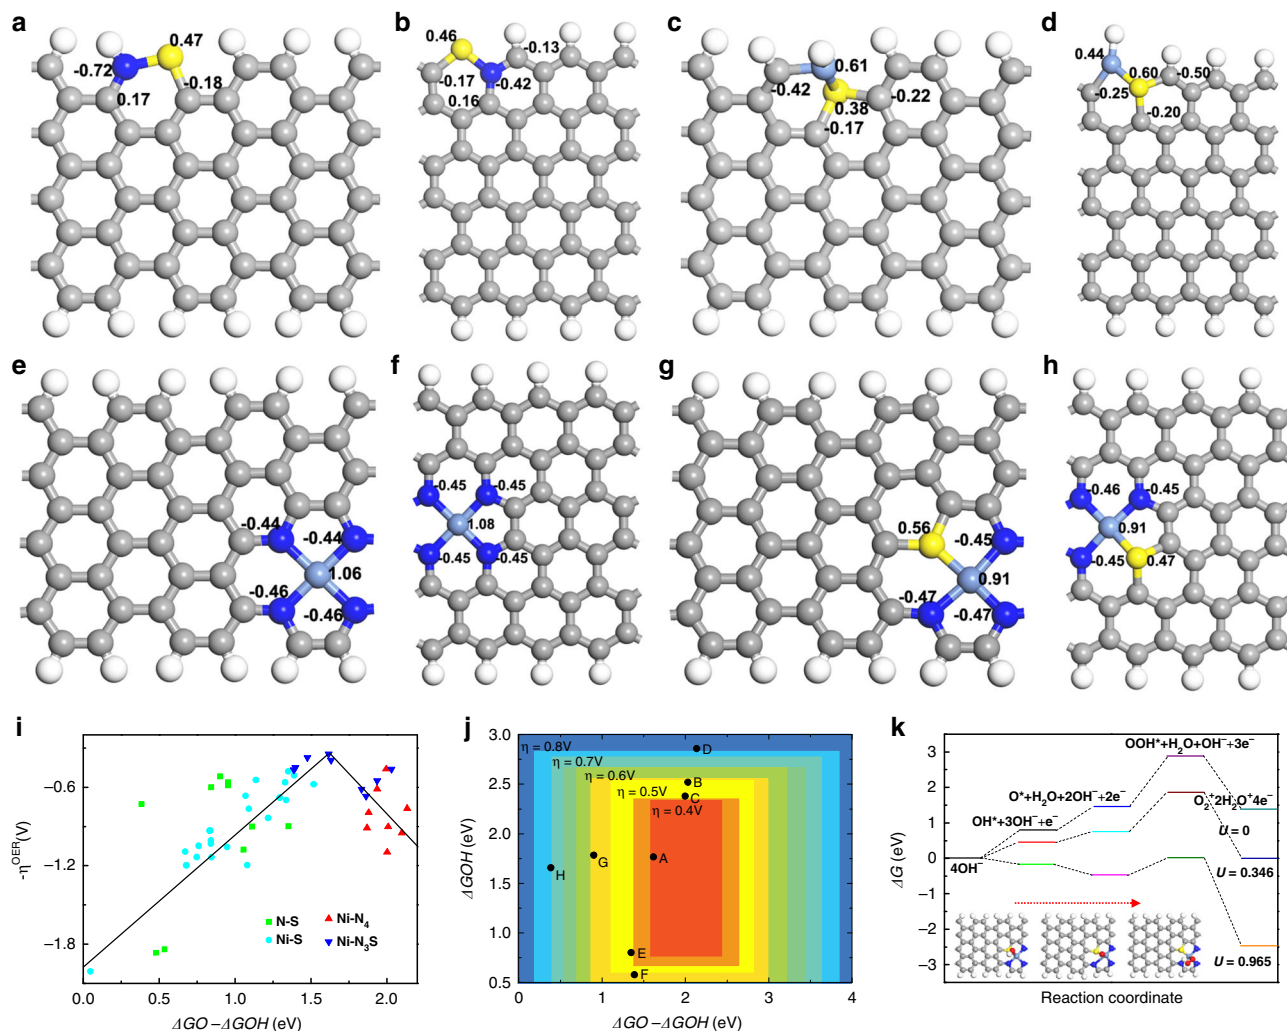 a
0.47
-0.72
-0.18
0.17
b
0.46
-0.13
-0.17
-0.42
0.16
c
0.61
-0.42
-0.22
0.38
-0.17
d
0.44
0.60
-0.50
-0.25
-0.20
e
-0.44
-0.44
1.06
-0.46
-0.46
f
-0.45
-0.45
1.08
-0.45
-0.45
g
0.56
-0.45
0.91
-0.47
-0.47
h
-0.46
-0.45
0.91
-0.45
0.47
i
-η^OER(V)
−0.6
−1.2
−1.8
N-S
Ni-S
Ni-N₄
Ni-N₃S
0.0
0.5
1.0
1.5
2.0
ΔGO −ΔGOH (eV)
j
ΔGOH (eV)
3.0
2.5
2.0
1.5
1.0
0.5
η = 0.8V
η = 0.7V
η = 0.6V
η = 0.5V
η = 0.4V
D
B
C
A
G
H
E
F
0
1
2
3
4
ΔGO −ΔGOH (eV)
k
ΔG (eV)
3
2
1
0
−1
−2
−3
OOH*+H₂O+OH⁻+3e⁻
O*+H₂O+2OH⁻+2e⁻
OH*+3OH⁻+e⁻
O₂⁺2H₂O⁺4e⁻
4OH⁻
U = 0
U = 0.346
U = 0.965
Reaction coordinate